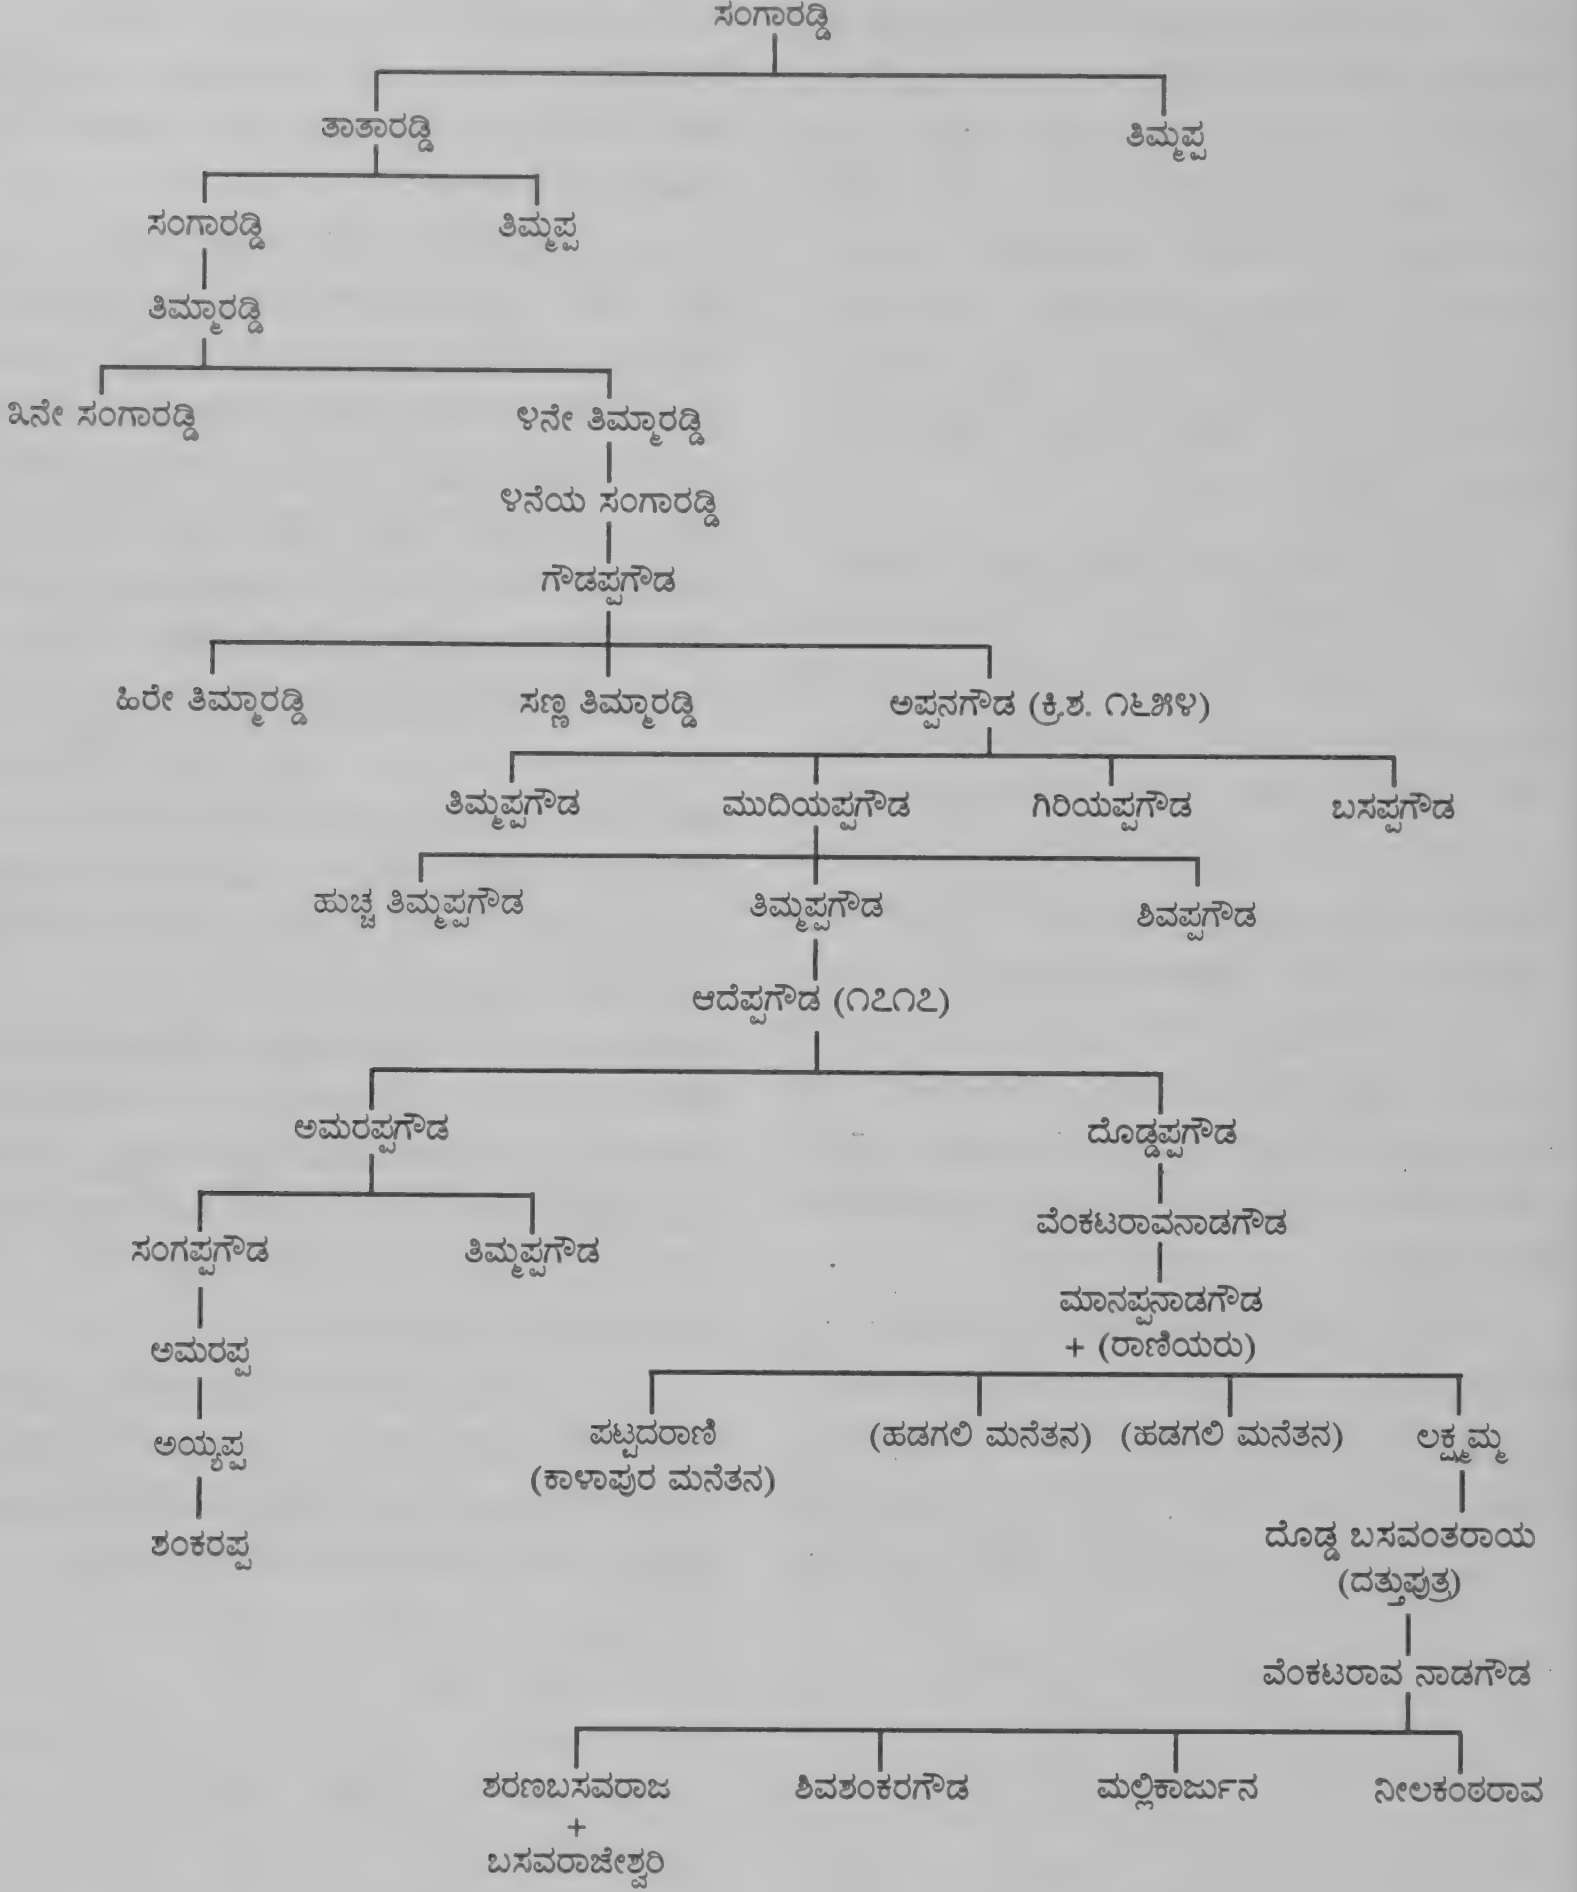 ಸಂಗಾರಡ್ಡಿ
ತಾತಾರಡ್ಡಿ ತಿಮ್ಮಪ್ಪ
ಸಂಗಾರಡ್ಡಿ ತಿಮ್ಮಪ್ಪ
ತಿಮ್ಮಾರಡ್ಡಿ
೩ನೇ ಸಂಗಾರಡ್ಡಿ ೪ನೇ ತಿಮ್ಮಾರಡ್ಡಿ
೪ನೆಯ ಸಂಗಾರಡ್ಡಿ
ಗೌಡಪ್ಪಗೌಡ
ಹಿರೇ ತಿಮ್ಮಾರಡ್ಡಿ ಸಣ್ಣ ತಿಮ್ಮಾರಡ್ಡಿ ಅಪ್ಪನಗೌಡ (ಕ್ರಿ.ಶ. ೧೬೫೪)
ತಿಮ್ಮಪ್ಪಗೌಡ ಮುದಿಯಪ್ಪಗೌಡ ಗಿರಿಯಪ್ಪಗೌಡ ಬಸಪ್ಪಗೌಡ
ಹುಚ್ಚ ತಿಮ್ಮಪ್ಪಗೌಡ ತಿಮ್ಮಪ್ಪಗೌಡ ಶಿವಪ್ಪಗೌಡ
ಆದೆಪ್ಪಗೌಡ (೧೭೧೭)
ಅಮರಪ್ಪಗೌಡ ದೊಡ್ಡಪ್ಪಗೌಡ
ವೆಂಕಟರಾವನಾಡಗೌಡ
ಸಂಗಪ್ಪಗೌಡ ತಿಮ್ಮಪ್ಪಗೌಡ
ಮಾನಪ್ಪನಾಡಗೌಡ
ಅಮರಪ್ಪ + (ರಾಣಿಯರು)
ಅಯ್ಯಪ್ಪ ಪಟ್ಟದರಾಣಿ (ಹಡಗಲಿ ಮನೆತನ) (ಹಡಗಲಿ ಮನೆತನ) ಲಕ್ಷ್ಮಮ್ಮ
(ಕಾಳಾಪುರ ಮನೆತನ)
ಶಂಕರಪ್ಪ ದೊಡ್ಡ ಬಸವಂತರಾಯ
(ದತ್ತುಪುತ್ರ)
ವೆಂಕಟರಾವ ನಾಡಗೌಡ
ಶರಣಬಸವರಾಜ ಶಿವಶಂಕರಗೌಡ ಮಲ್ಲಿಕಾರ್ಜುನ ನೀಲಕಂಠರಾವ
+
ಬಸವರಾಜೇಶ್ವರಿ